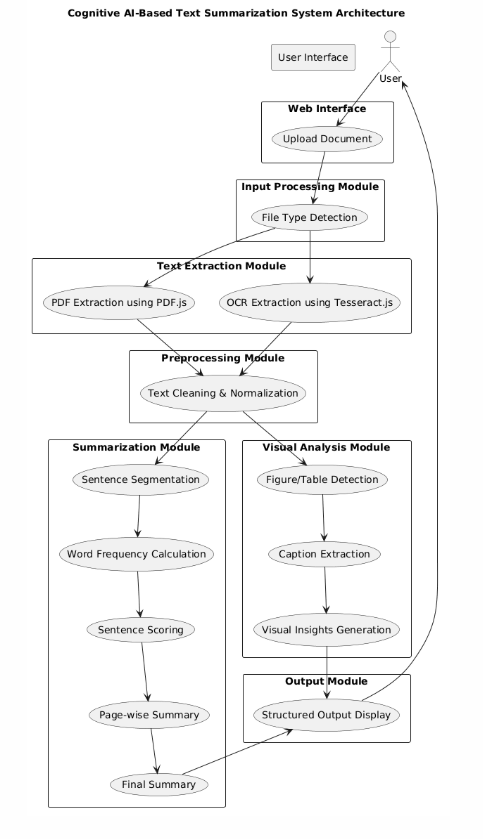 Cognitive AI-Based Text Summarization System Architecture
User Interface
User
Web Interface
Upload Document
Input Processing Module
File Type Detection
Text Extraction Module
PDF Extraction using PDF.js
OCR Extraction using Tesseract.js
Preprocessing Module
Text Cleaning & Normalization
Summarization Module
Sentence Segmentation
Word Frequency Calculation
Sentence Scoring
Page-wise Summary
Final Summary
Visual Analysis Module
Figure/Table Detection
Caption Extraction
Visual Insights Generation
Output Module
Structured Output Display